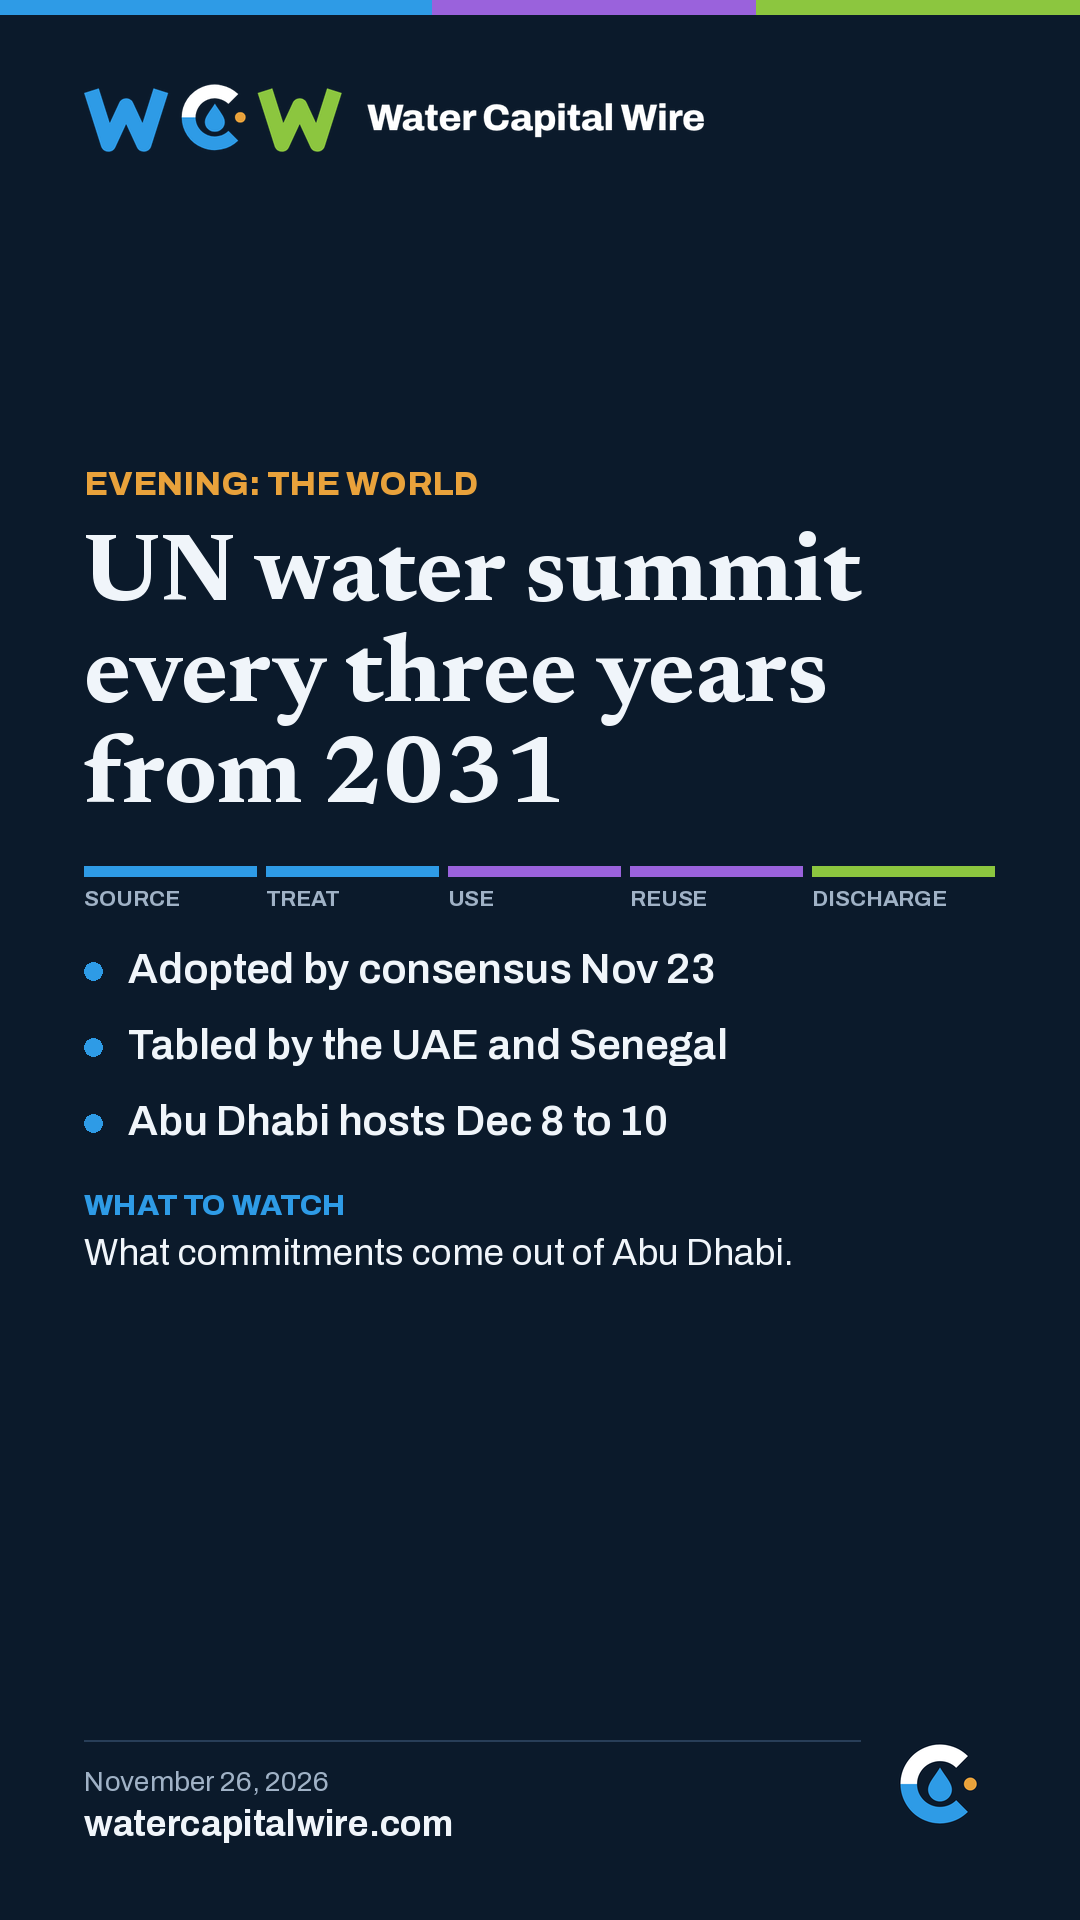 WCW Water Capital Wire
EVENING: THE WORLD
UN water summit
every three years
from 2031
SOURCE TREAT USE REUSE DISCHARGE
Adopted by consensus Nov 23
Tabled by the UAE and Senegal
Abu Dhabi hosts Dec 8 to 10
WHAT TO WATCH
What commitments come out of Abu Dhabi.
November 26, 2026
watercapitalwire.com